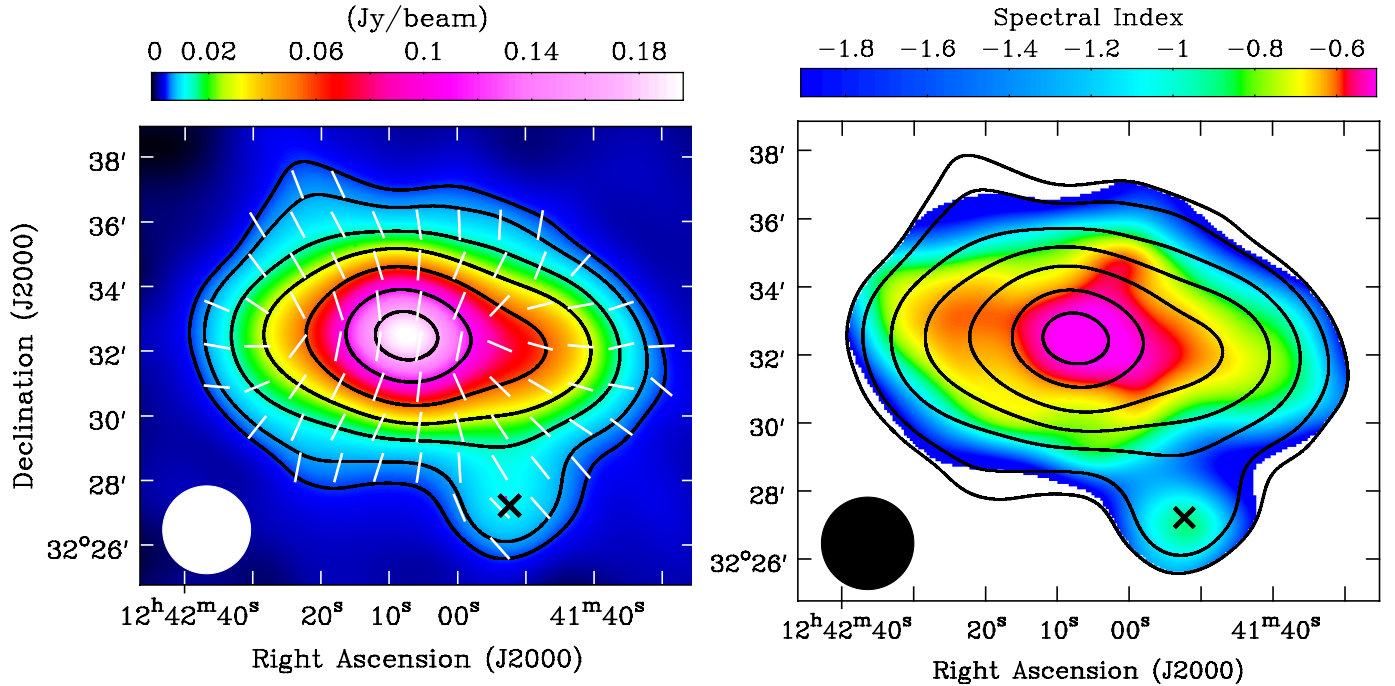 (Jy/beam)
0 0.02 0.06 0.1 0.14 0.18
38′
36′
34′
32′
30′
28′
32°26′
Declination (J2000)
12ʰ42ᵐ40ˢ 20ˢ 10ˢ 00ˢ 41ᵐ40ˢ
Right Ascension (J2000)
Spectral Index
−1.8 −1.6 −1.4 −1.2 −1 −0.8 −0.6
38′
36′
34′
32′
30′
28′
32°26′
12ʰ42ᵐ40ˢ 20ˢ 10ˢ 00ˢ 41ᵐ40ˢ
Right Ascension (J2000)